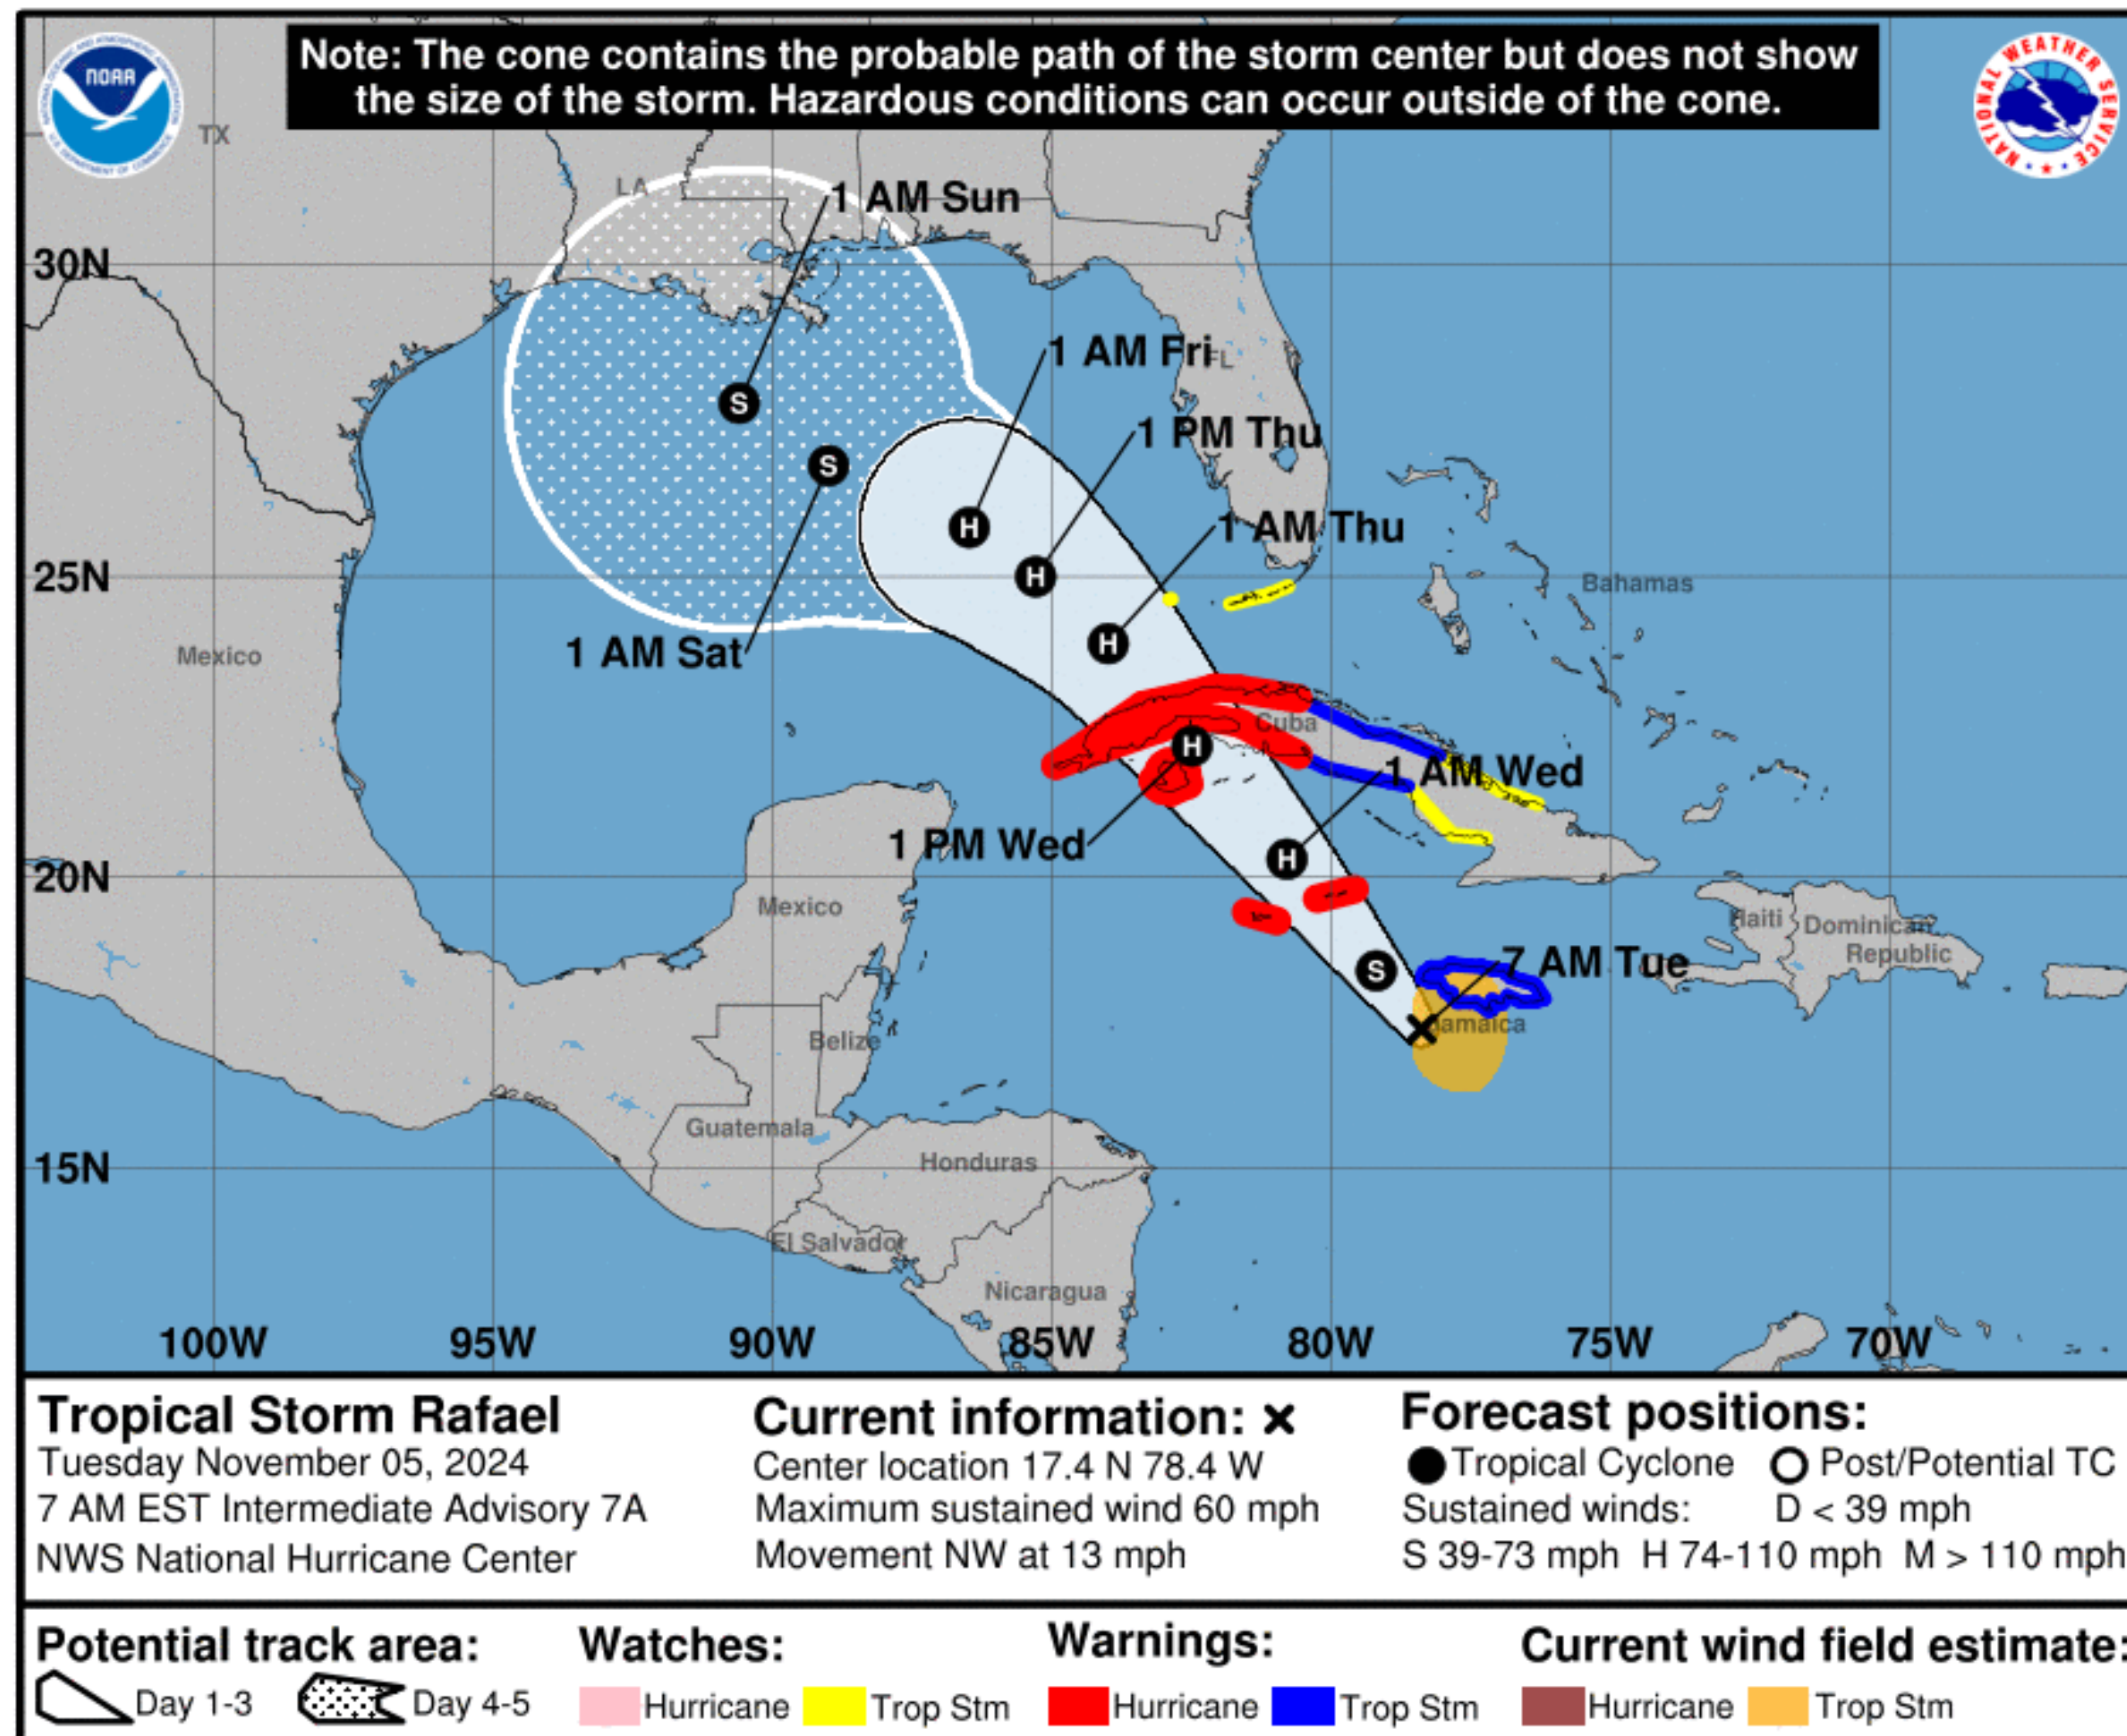 Note: The cone contains the probable path of the storm center but does not show
the size of the storm. Hazardous conditions can occur outside of the cone.
NOAA
NATIONAL WEATHER SERVICE
TX
LA
1 AM Sun
30N
1 AM Fri
FL
1 PM Thu
1 AM Thu
25N
Bahamas
1 AM Sat
Mexico
S
S
H
H
H
H
Cuba
1 AM Wed
1 PM Wed
H
20N
Mexico
Haiti
Dominican
Republic
7 AM Tue
S
Jamaica
Belize
Guatemala
Honduras
15N
El Salvador
Nicaragua
100W 95W 90W 85W 80W 75W 70W
Tropical Storm Rafael
Tuesday November 05, 2024
7 AM EST Intermediate Advisory 7A
NWS National Hurricane Center
Current information: x
Center location 17.4 N 78.4 W
Maximum sustained wind 60 mph
Movement NW at 13 mph
Forecast positions:
Tropical Cyclone Post/Potential TC
Sustained winds: D < 39 mph
S 39-73 mph H 74-110 mph M > 110 mph
Potential track area:
Day 1-3 Day 4-5
Watches:
Hurricane Trop Stm
Warnings:
Hurricane Trop Stm
Current wind field estimate:
Hurricane Trop Stm